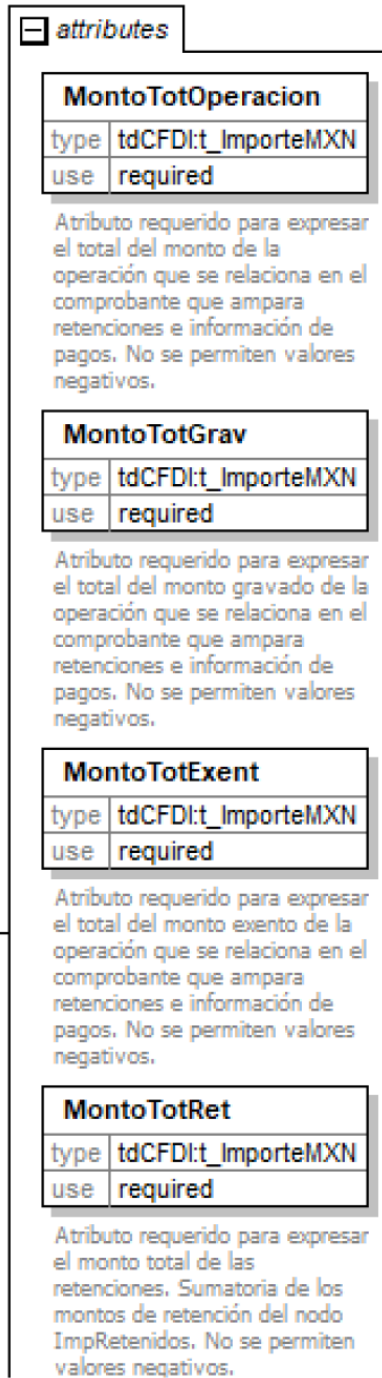 attributes
MontoTotOperacion
type tdCFDI:t_ImporteMXN
use required
Atributo requerido para expresar
el total del monto de la
operación que se relaciona en el
comprobante que ampara
retenciones e información de
pagos. No se permiten valores
negativos.
MontoTotGrav
type tdCFDI:t_ImporteMXN
use required
Atributo requerido para expresar
el total del monto gravado de la
operación que se relaciona en el
comprobante que ampara
retenciones e información de
pagos. No se permiten valores
negativos.
MontoTotExent
type tdCFDI:t_ImporteMXN
use required
Atributo requerido para expresar
el total del monto exento de la
operación que se relaciona en el
comprobante que ampara
retenciones e información de
pagos. No se permiten valores
negativos.
MontoTotRet
type tdCFDI:t_ImporteMXN
use required
Atributo requerido para expresar
el monto total de las
retenciones. Sumatoria de los
montos de retención del nodo
ImpRetenidos. No se permiten
valores negativos.